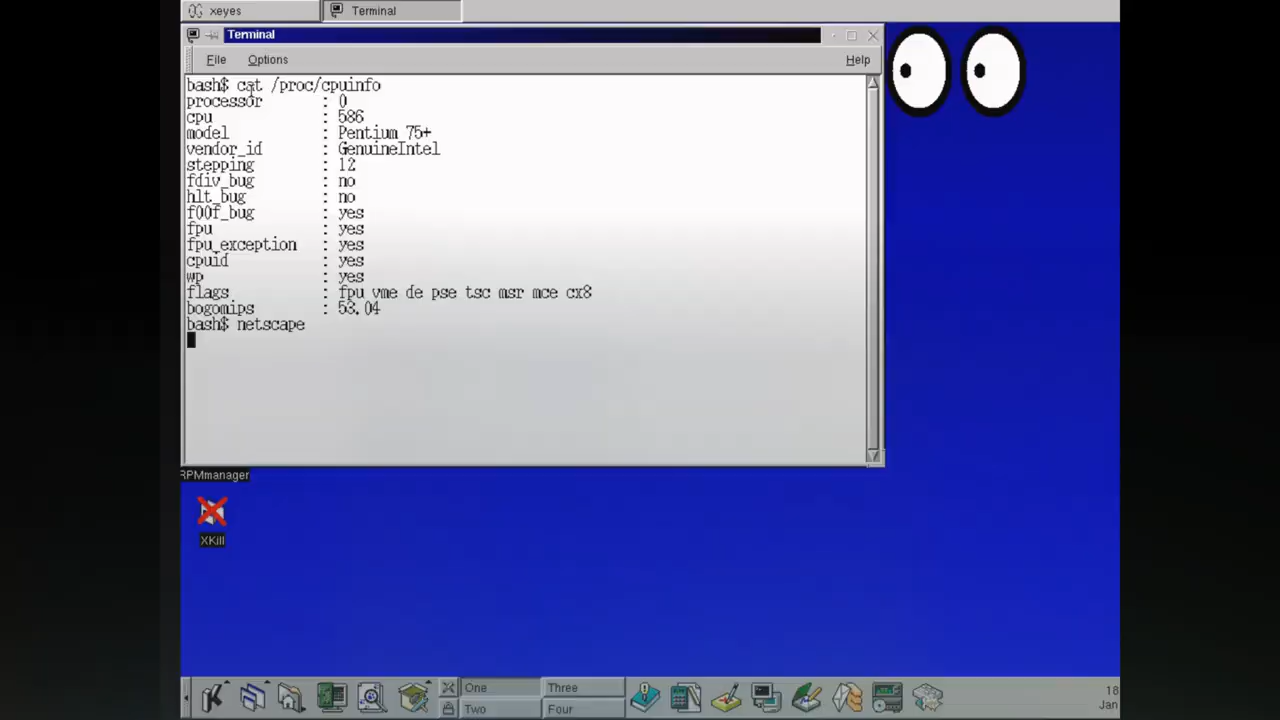 xeyes
Terminal
Terminal
File Options Help
bash$ cat /proc/cpuinfo
processor : 0
cpu : 586
model : Pentium 75+
vendor_id : GenuineIntel
stepping : 12
fdiv_bug : no
hlt_bug : no
f00f_bug : yes
fpu : yes
fpu_exception : yes
cpuid : yes
wp : yes
flags : fpu vme de pse tsc msr mce cx8
bogomips : 53.04
bash$ netscape
RPMmanager
XKill
One Three
Two Four
18
Jan